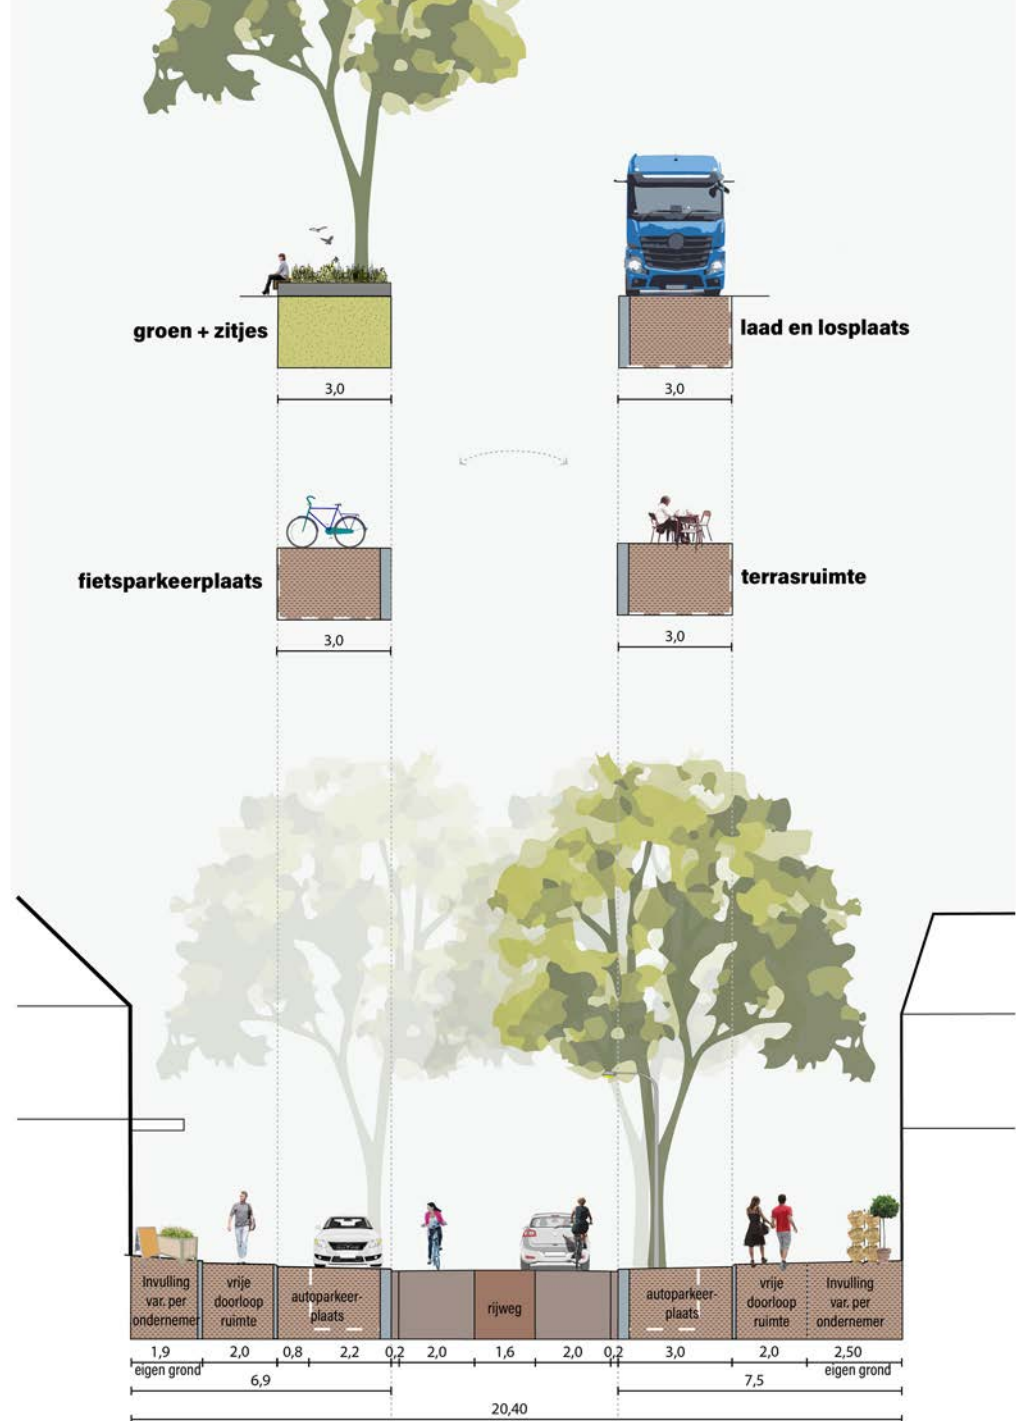 groen + zitjes
laad en losplaats
3,0
3,0
fietsparkeerplaats
terrasruimte
3,0
3,0
Invulling
var. per
ondernemer
vrije
doorloop
ruimte
autoparkeer-
plaats
rijweg
autoparkeer-
plaats
vrije
doorloop
ruimte
Invulling
var. per
ondernemer
1,9 2,0 0,8 2,2 0,2 2,0 1,6 2,0 0,2 3,0 2,0 2,50
eigen grond
eigen grond
6,9
7,5
20,40